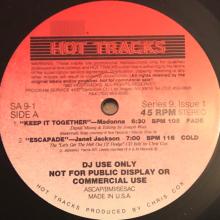 HOT TRACKS
SA 9-1
SIDE A
Series 9, Issue 1
45 RPM
STEREO
"KEEP IT TOGETHER"—Madonna 6:30 BPM 108 FADE
"ESCAPADE"—Janet Jackson 7:00 BPM 116 COLD
DJ USE ONLY
NOT FOR PUBLIC DISPLAY OR
COMMERCIAL USE
ASCAP/BMI/SESAC
MADE IN U.S.A.
HOT TRACKS PRODUCED BY CHRIS COX